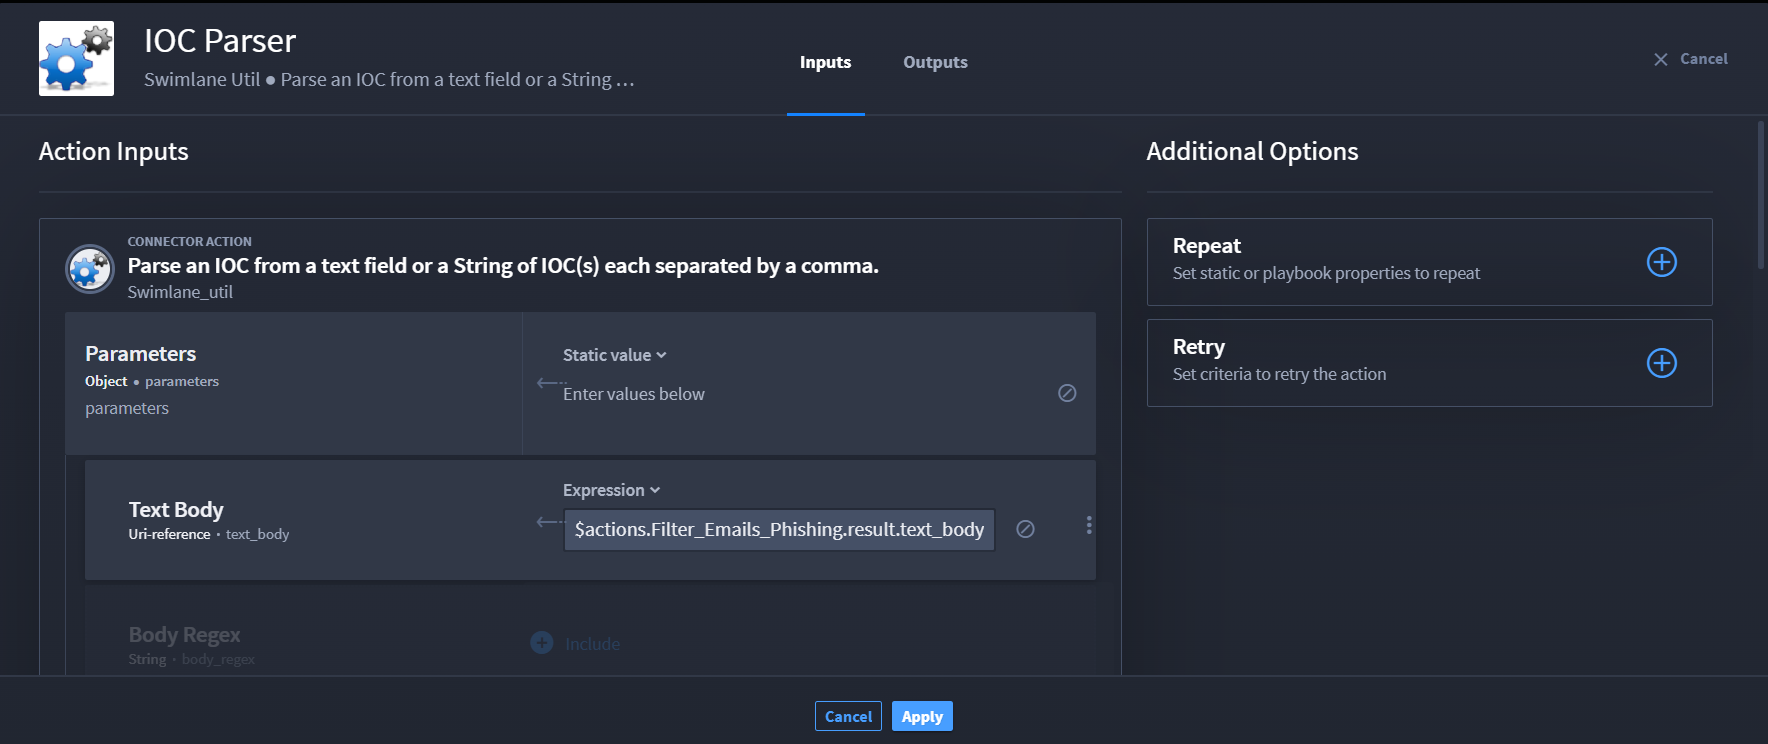 IOC Parser
Swimlane Util ● Parse an IOC from a text field or a String ...
Inputs
Outputs
Cancel
Action Inputs
Additional Options
CONNECTOR ACTION
Parse an IOC from a text field or a String of IOC(s) each separated by a comma.
Swimlane_util
Parameters
Object • parameters
parameters
Static value
Enter values below
Text Body
Uri-reference • text_body
Expression
$actions.Filter_Emails_Phishing.result.text_body
Body Regex
String • body_regex
Include
Repeat
Set static or playbook properties to repeat
Retry
Set criteria to retry the action
Cancel
Apply